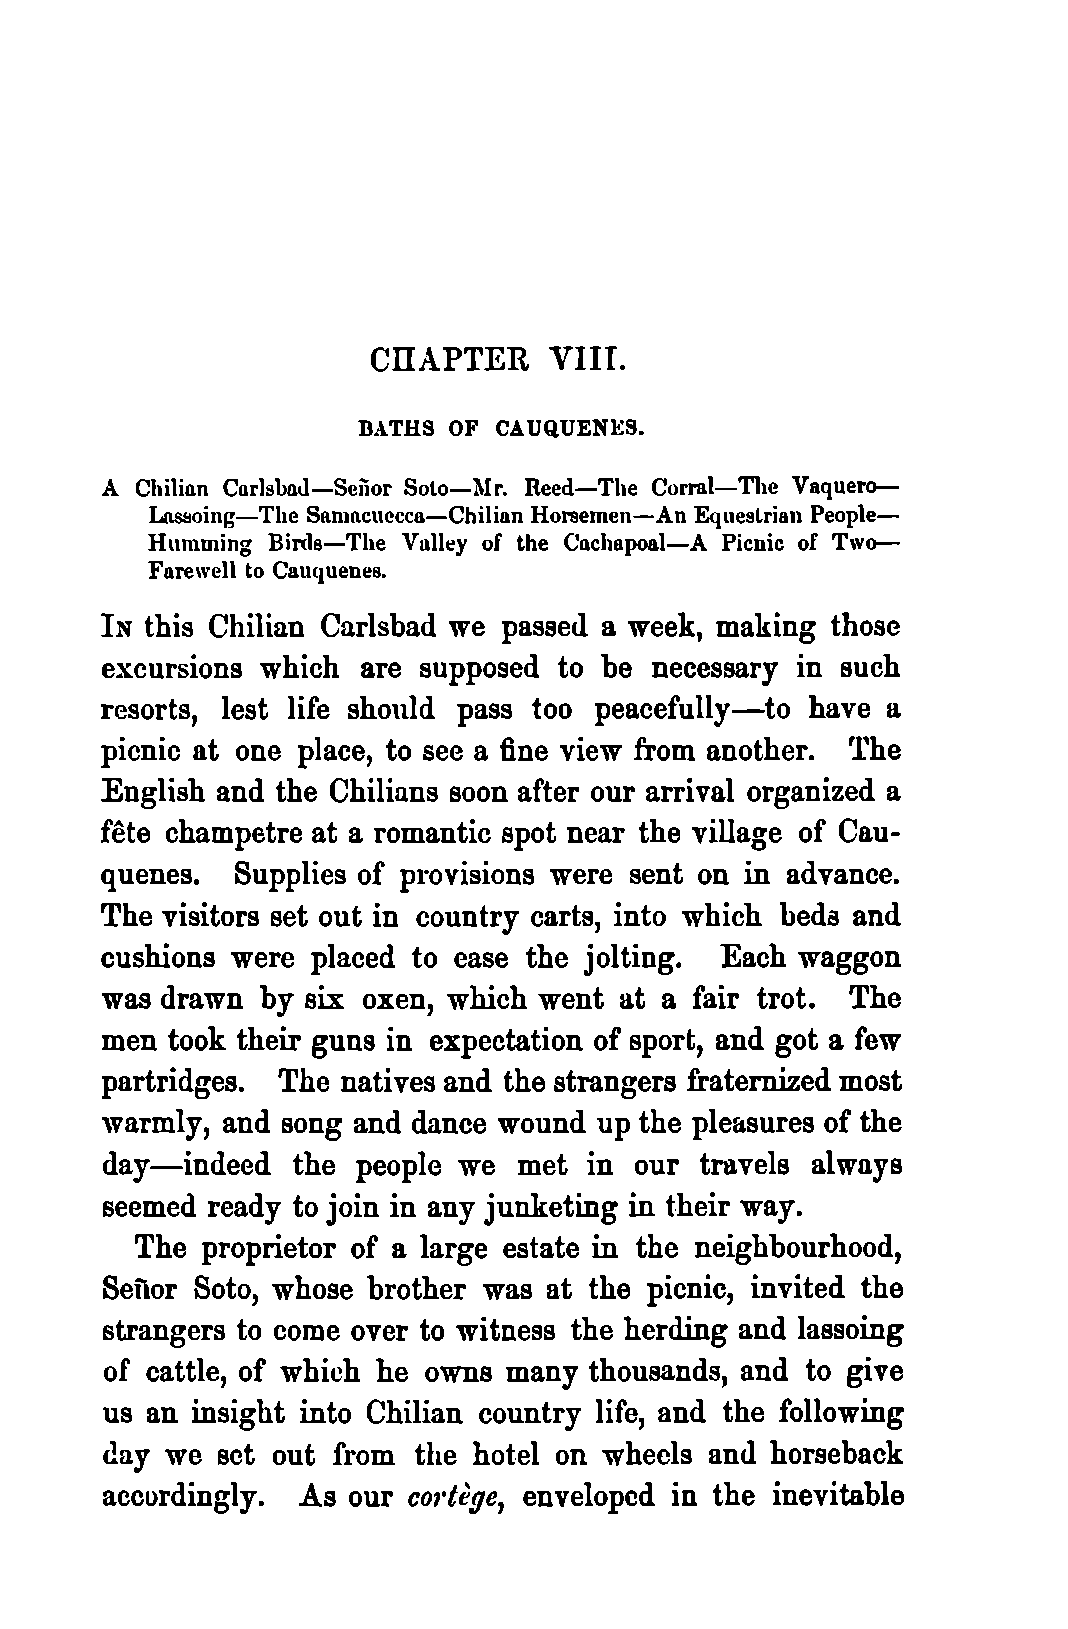 CHAPTER VIII.
BATHS OF CAUQUENES.
A Chilian Carlsbad—Señor Soto—Mr. Reed—The Corral—The Vaquero—
Lassoing—The Samacuecca—Chilian Horsemen—An Equestrian People—
Humming Birds—The Valley of the Cachapoal—A Picnic of Two—
Farewell to Cauquenes.
IN this Chilian Carlsbad we passed a week, making those
excursions which are supposed to be necessary in such
resorts, lest life should pass too peacefully—to have a
picnic at one place, to see a fine view from another. The
English and the Chilians soon after our arrival organized a
fête champetre at a romantic spot near the village of Cau-
quenes. Supplies of provisions were sent on in advance.
The visitors set out in country carts, into which beds and
cushions were placed to ease the jolting. Each waggon
was drawn by six oxen, which went at a fair trot. The
men took their guns in expectation of sport, and got a few
partridges. The natives and the strangers fraternized most
warmly, and song and dance wound up the pleasures of the
day—indeed the people we met in our travels always
seemed ready to join in any junketing in their way.
The proprietor of a large estate in the neighbourhood,
Señor Soto, whose brother was at the picnic, invited the
strangers to come over to witness the herding and lassoing
of cattle, of which he owns many thousands, and to give
us an insight into Chilian country life, and the following
day we set out from the hotel on wheels and horseback
accordingly. As our cortège, enveloped in the inevitable